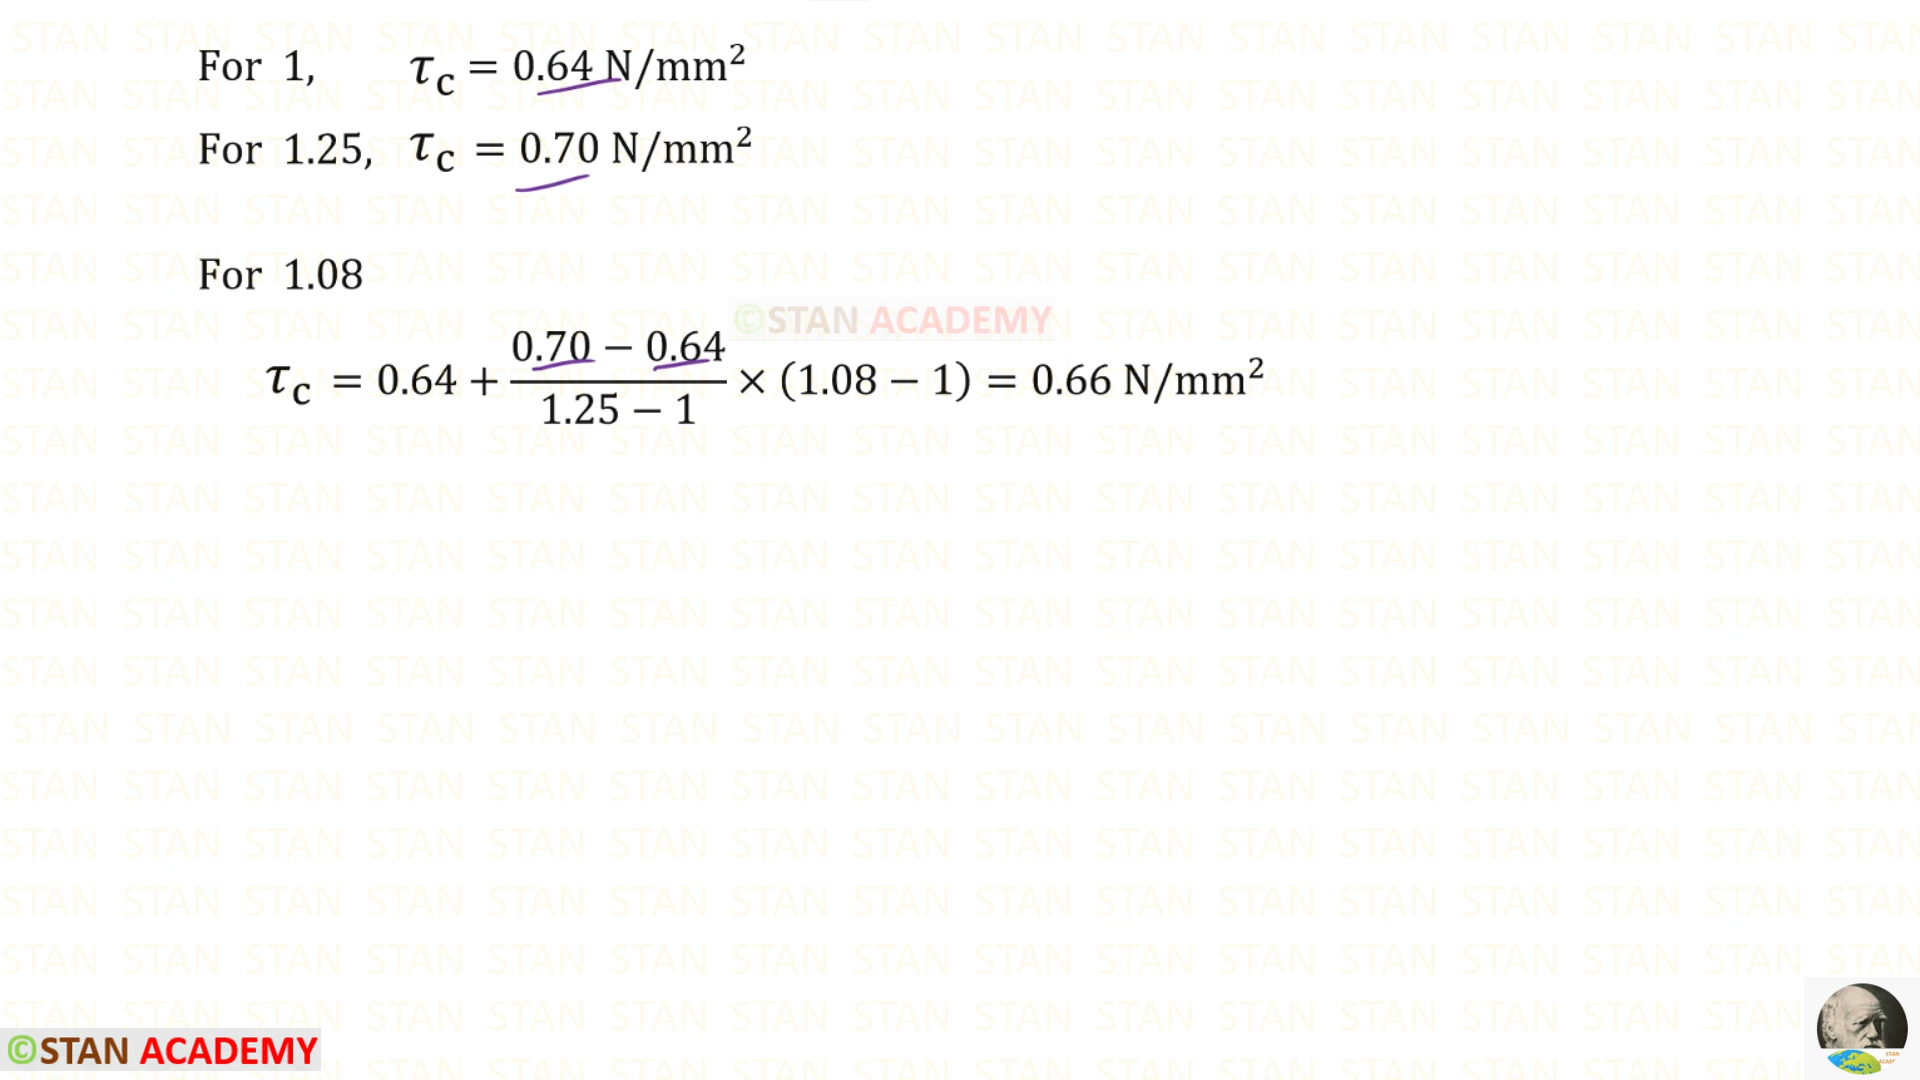 For 1, τc = 0.64 N/mm²
For 1.25, τc = 0.70 N/mm²
For 1.08
©STAN ACADEMY
τc = 0.64 + (0.70 − 0.64)/(1.25 − 1) × (1.08 − 1) = 0.66 N/mm²
©STAN ACADEMY